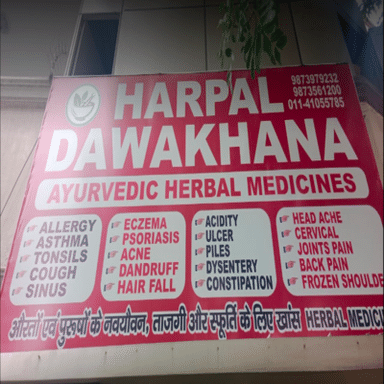 HARPAL
9873979232
9873561200
011-41055785
DAWAKHANA
AYURVEDIC HERBAL MEDICINES
ALLERGY
ASTHMA
TONSILS
COUGH
SINUS
ECZEMA
PSORIASIS
ACNE
DANDRUFF
HAIR FALL
ACIDITY
ULCER
PILES
DYSENTERY
CONSTIPATION
HEAD ACHE
CERVICAL
JOINTS PAIN
BACK PAIN
FROZEN SHOULDE
औरतों एवं पुरुषों के नवयौवन, ताजगी और स्फूर्ति के लिए खास HERBAL MEDICI